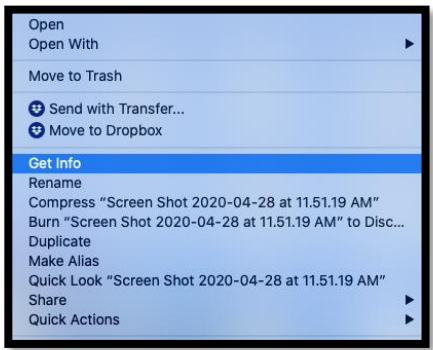 Open
Open With
Move to Trash
Send with Transfer...
Move to Dropbox
Get Info
Rename
Compress “Screen Shot 2020-04-28 at 11.51.19 AM”
Burn “Screen Shot 2020-04-28 at 11.51.19 AM” to Disc...
Duplicate
Make Alias
Quick Look “Screen Shot 2020-04-28 at 11.51.19 AM”
Share
Quick Actions